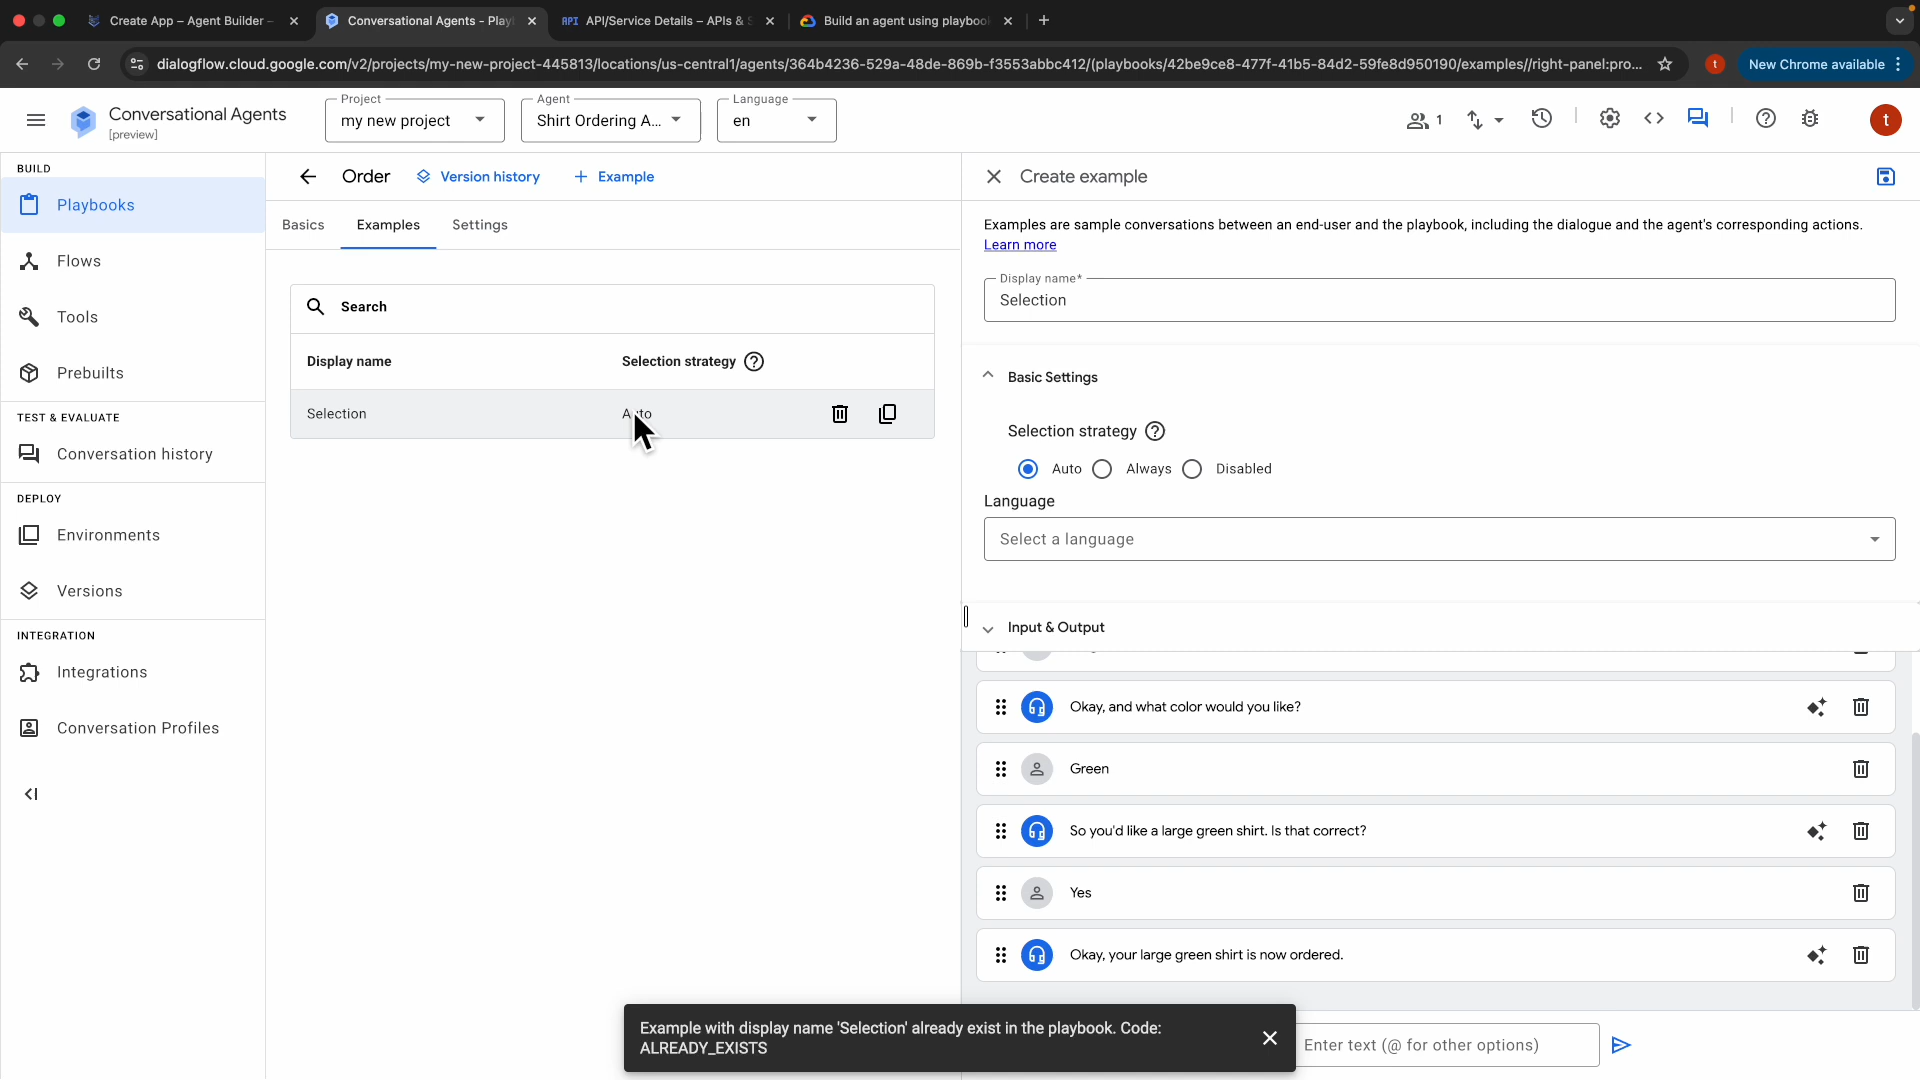 Create App – Agent Builder –
Conversational Agents - Play
API API/Service Details – APIs & S
Build an agent using playboo
dialogflow.cloud.google.com/v2/projects/my-new-project-445813/locations/us-central1/agents/364b4236-529a-48de-869b-f3553abbc412/(playbooks/42be9ce8-477f-41b5-84d2-59fe8d950190/examples//right-panel:pro...
t
New Chrome available
Conversational Agents
[preview]
Project
my new project
Agent
Shirt Ordering A...
Language
en
1
t
BUILD
Playbooks
Flows
Tools
Prebuilts
TEST & EVALUATE
Conversation history
DEPLOY
Environments
Versions
INTEGRATION
Integrations
Conversation Profiles
Order
Version history
Example
Basics
Examples
Settings
Search
Display name
Selection strategy
Selection
Auto
Create example
Examples are sample conversations between an end-user and the playbook, including the dialogue and the agent's corresponding actions.
Learn more
Display name*
Selection
Basic Settings
Selection strategy
Auto
Always
Disabled
Language
Select a language
Input & Output
Okay, and what color would you like?
Green
So you'd like a large green shirt. Is that correct?
Yes
Okay, your large green shirt is now ordered.
Example with display name 'Selection' already exist in the playbook. Code:
ALREADY_EXISTS
Enter text (@ for other options)